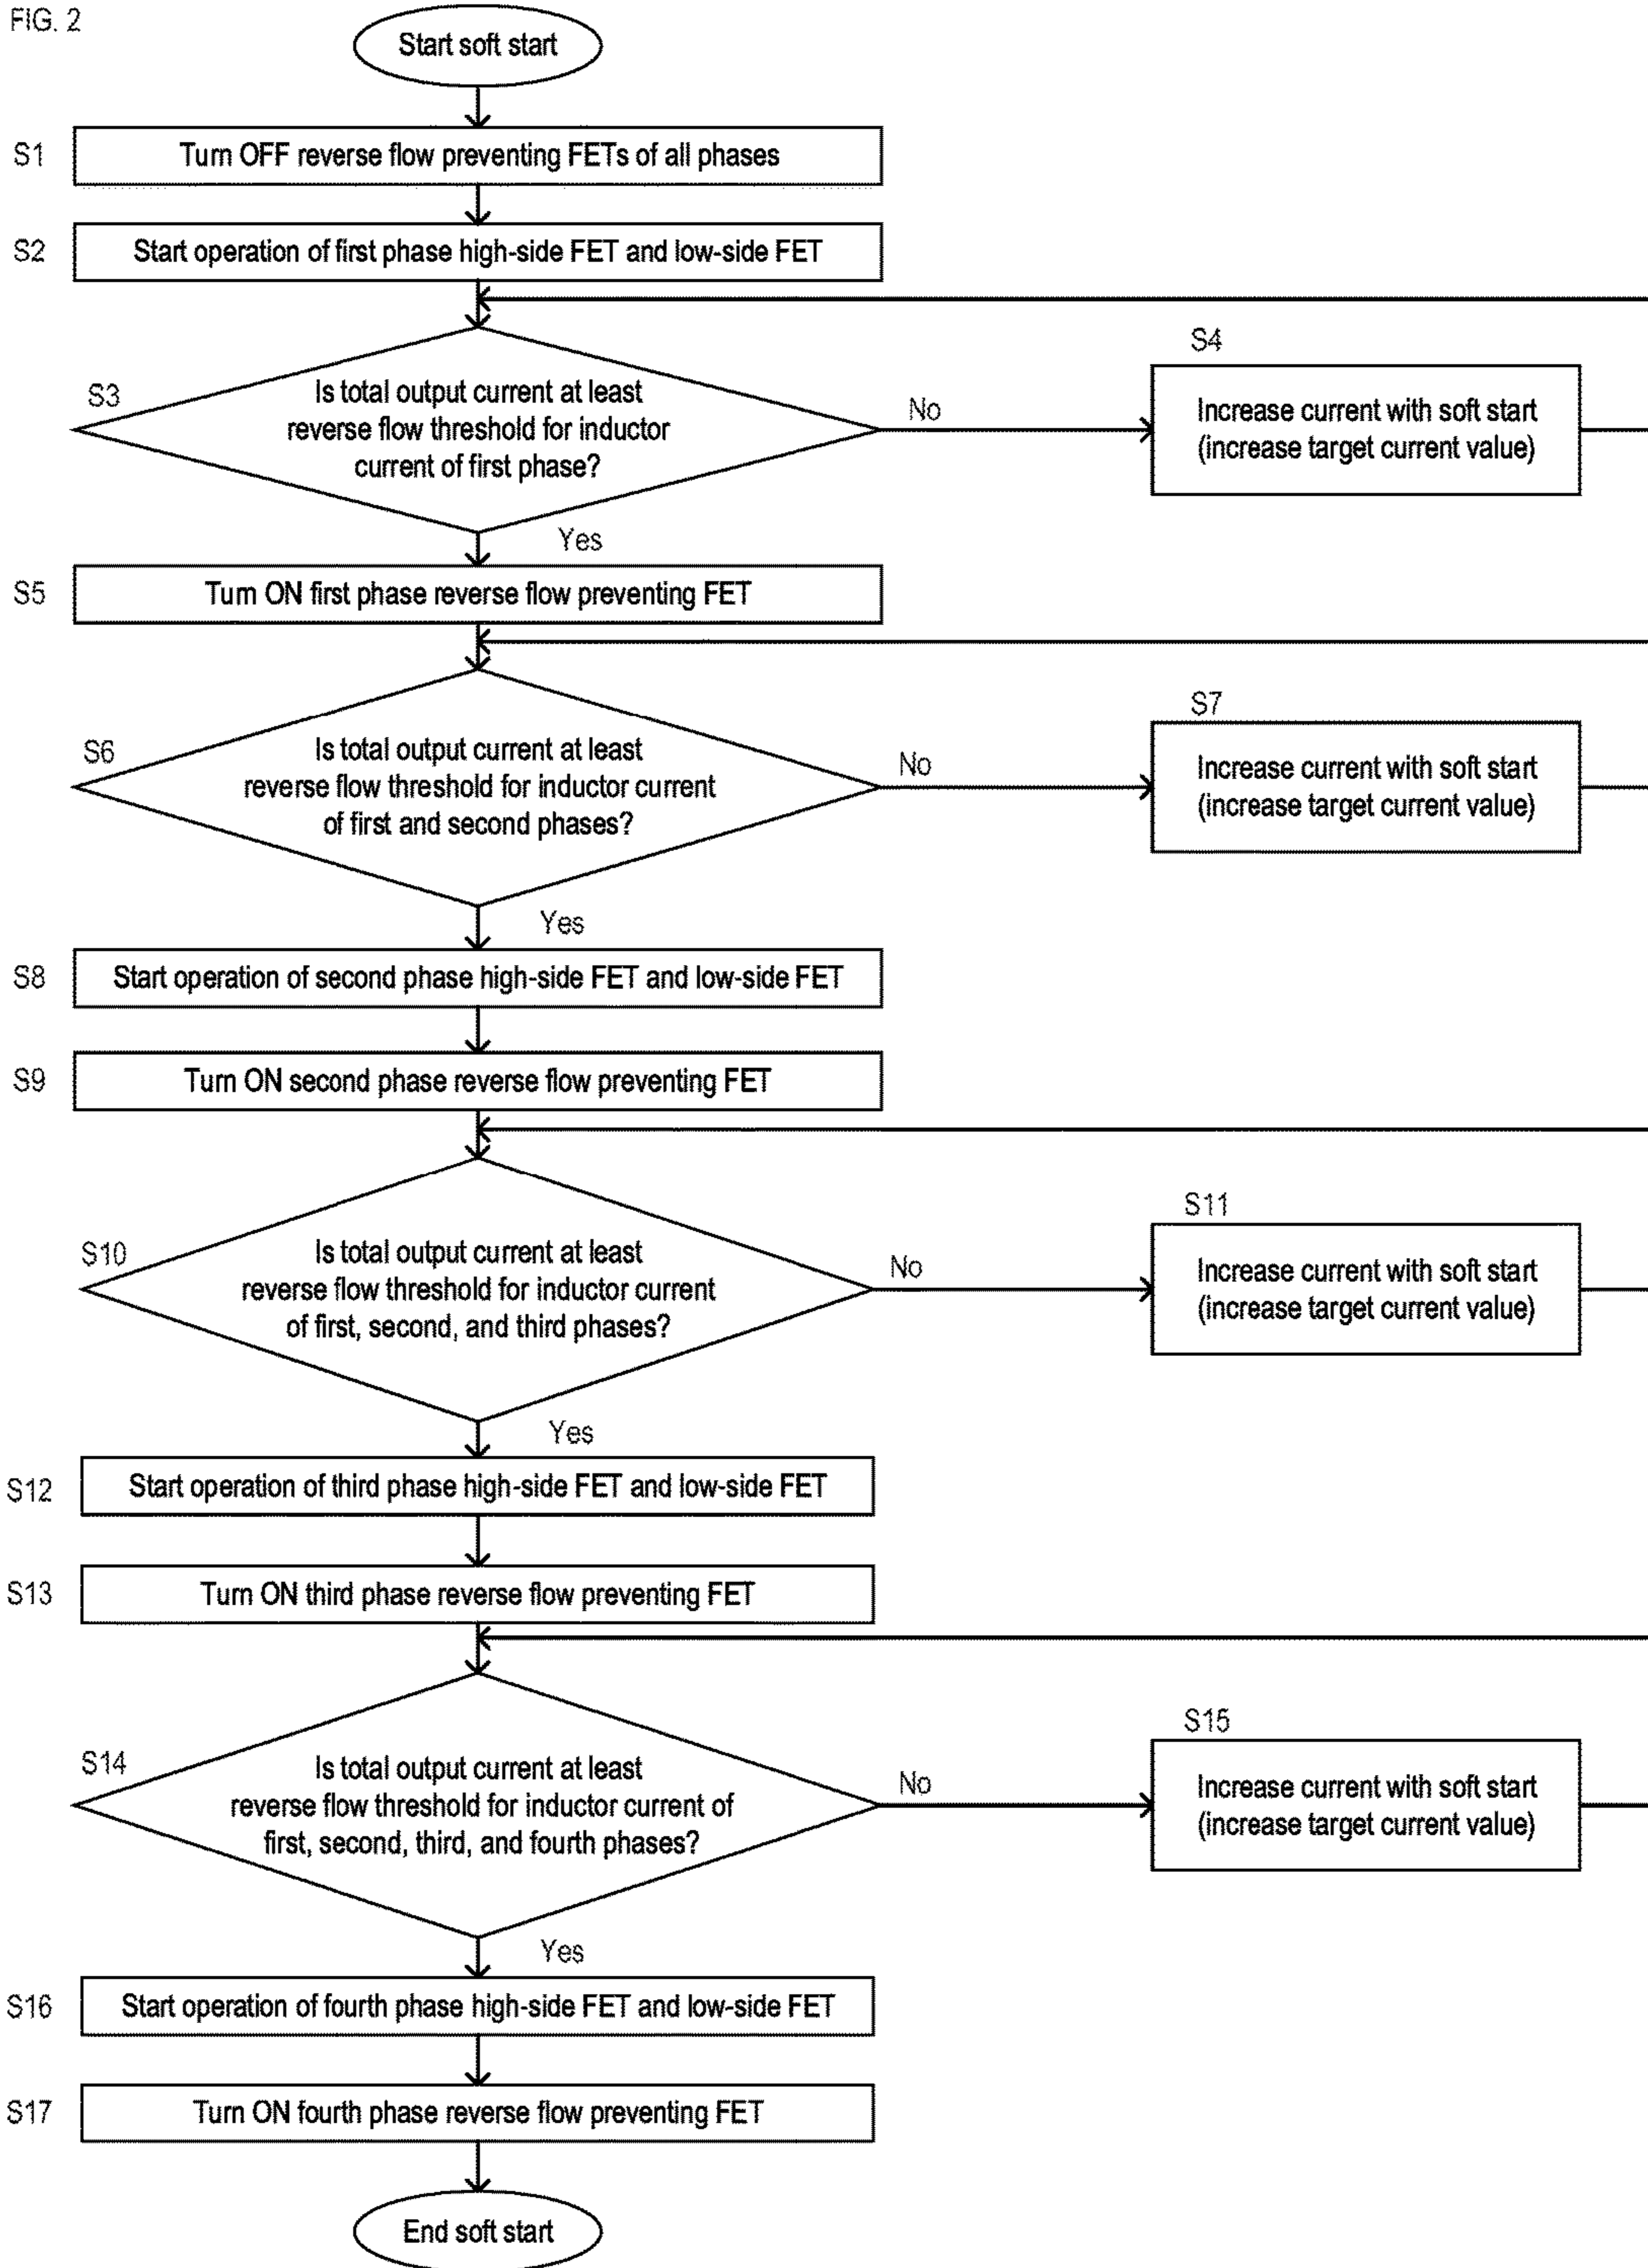 FIG. 2
Start soft start
S1
Turn OFF reverse flow preventing FETs of all phases
S2
Start operation of first phase high-side FET and low-side FET
S3
Is total output current at least
reverse flow threshold for inductor
current of first phase?
No
S4
Increase current with soft start
(increase target current value)
Yes
S5
Turn ON first phase reverse flow preventing FET
S6
Is total output current at least
reverse flow threshold for inductor current
of first and second phases?
No
S7
Increase current with soft start
(increase target current value)
Yes
S8
Start operation of second phase high-side FET and low-side FET
S9
Turn ON second phase reverse flow preventing FET
S10
Is total output current at least
reverse flow threshold for inductor current
of first, second, and third phases?
No
S11
Increase current with soft start
(increase target current value)
Yes
S12
Start operation of third phase high-side FET and low-side FET
S13
Turn ON third phase reverse flow preventing FET
S14
Is total output current at least
reverse flow threshold for inductor current of
first, second, third, and fourth phases?
No
S15
Increase current with soft start
(increase target current value)
Yes
S16
Start operation of fourth phase high-side FET and low-side FET
S17
Turn ON fourth phase reverse flow preventing FET
End soft start